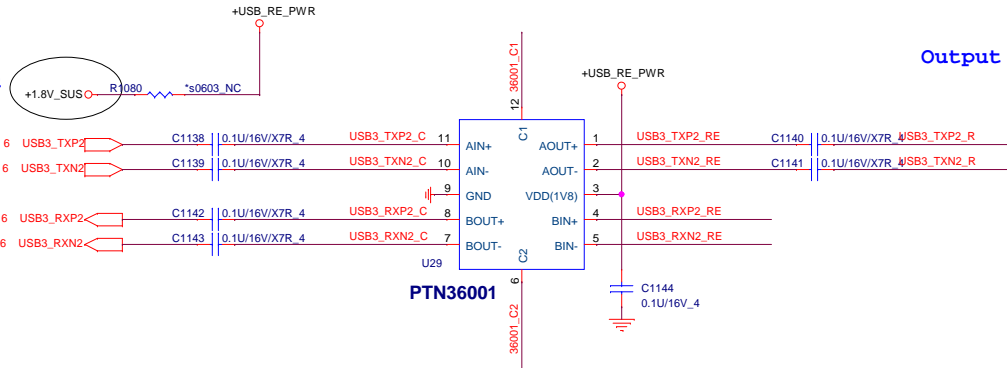 +USB_RE_PWR
36001_C1
Output
+USB_RE_PWR
+1.8V_SUS
R1080
*s0603_NC
12
C1
6 USB3_TXP2
C1138
0.1U/16V/X7R_4
USB3_TXP2_C
11
AIN+
AOUT+
1
USB3_TXP2_RE
C1140
0.1U/16V/X7R_4
USB3_TXP2_R
6 USB3_TXN2
C1139
0.1U/16V/X7R_4
USB3_TXN2_C
10
AIN-
AOUT-
2
USB3_TXN2_RE
C1141
0.1U/16V/X7R_4
USB3_TXN2_R
9
GND
VDD(1V8)
3
6 USB3_RXP2
C1142
0.1U/16V/X7R_4
USB3_RXP2_C
8
BOUT+
BIN+
4
USB3_RXP2_RE
6 USB3_RXN2
C1143
0.1U/16V/X7R_4
USB3_RXN2_C
7
BOUT-
BIN-
5
USB3_RXN2_RE
C2
U29
6
PTN36001
C1144
0.1U/16V_4
36001_C2